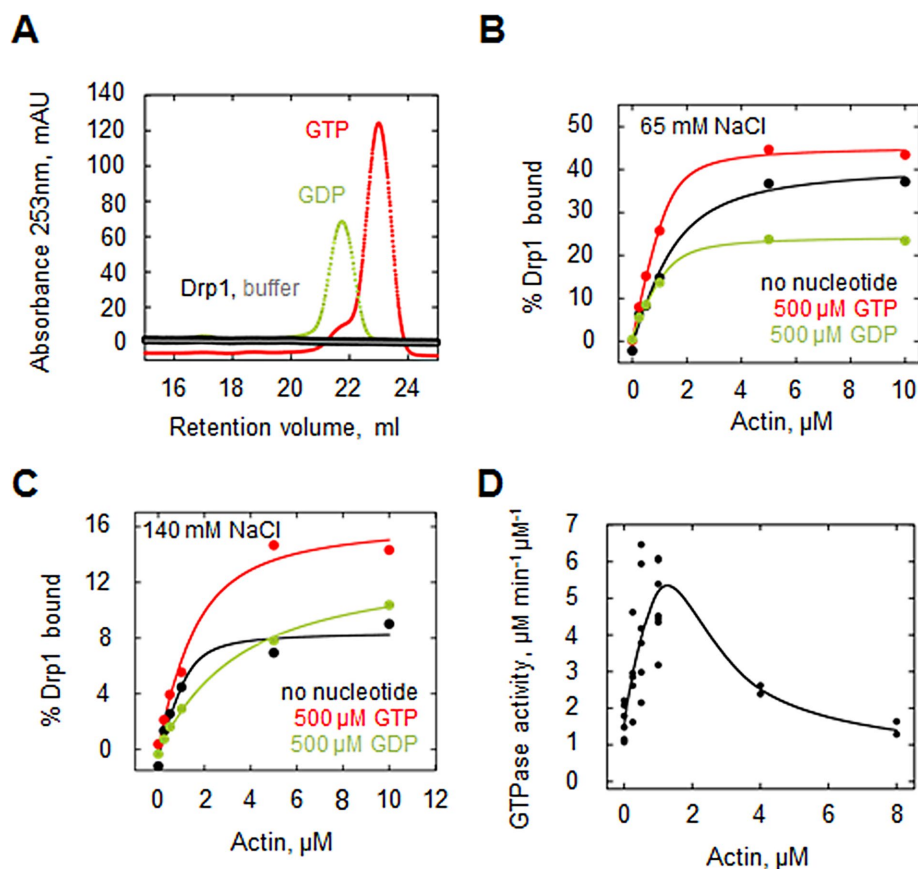 A
Absorbance 253nm, mAU
140
120
100
80
60
40
20
0
GTP
GDP
Drp1, buffer
16 18 20 22 24
Retention volume, ml
B
% Drp1 bound
50
40
30
20
10
0
65 mM NaCl
no nucleotide
500 µM GTP
500 µM GDP
0 2 4 6 8 10
Actin, µM
C
% Drp1 bound
16
12
8
4
0
140 mM NaCl
no nucleotide
500 µM GTP
500 µM GDP
0 2 4 6 8 10 12
Actin, µM
D
GTPase activity, µM min⁻¹ µM⁻¹
7
6
5
4
3
2
1
0
0 2 4 6 8
Actin, µM